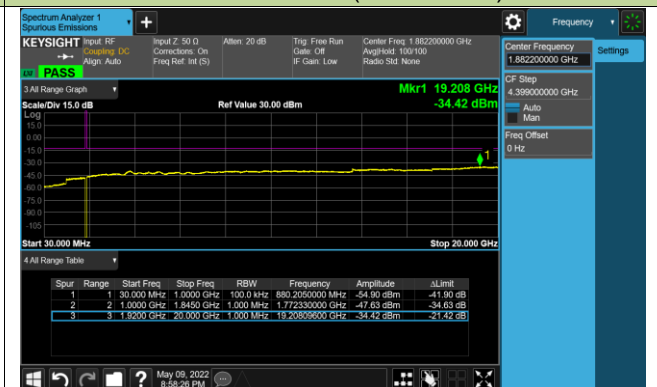 Spectrum Analyzer 1
Spurious Emissions
Frequency
KEYSIGHT Input: RF Input Z: 50 Ω Atten: 20 dB Trig: Free Run Center Freq: 1.882200000 GHz
Coupling: DC Corrections: On Gate: Off Avg|Hold: 100/100
Align: Auto Freq Ref: Int (S) IF Gain: Low Radio Std: None
PASS
Center Frequency
1.882200000 GHz
Settings
CF Step
4.399000000 GHz
Auto
Man
Freq Offset
0 Hz
3 All Range Graph
Mkr1 19.208 GHz
Scale/Div 15.0 dB Ref Value 30.00 dBm -34.42 dBm
Log
15.0
0.00
-15.0
-30.0
-45.0
-60.0
-75.0
-90.0
-105
1
Start 30.000 MHz Stop 20.000 GHz
4 All Range Table
Spur Range Start Freq Stop Freq RBW Frequency Amplitude ΔLimit
1 1 30.000 MHz 1.0000 GHz 100.0 kHz 880.2050000 MHz -54.90 dBm -41.90 dB
2 2 1.0000 GHz 1.8450 GHz 1.000 MHz 1.772330000 GHz -47.63 dBm -34.63 dB
3 3 1.9200 GHz 20.000 GHz 1.000 MHz 19.20809600 GHz -34.42 dBm -21.42 dB
May 09, 2022
8:58:26 PM